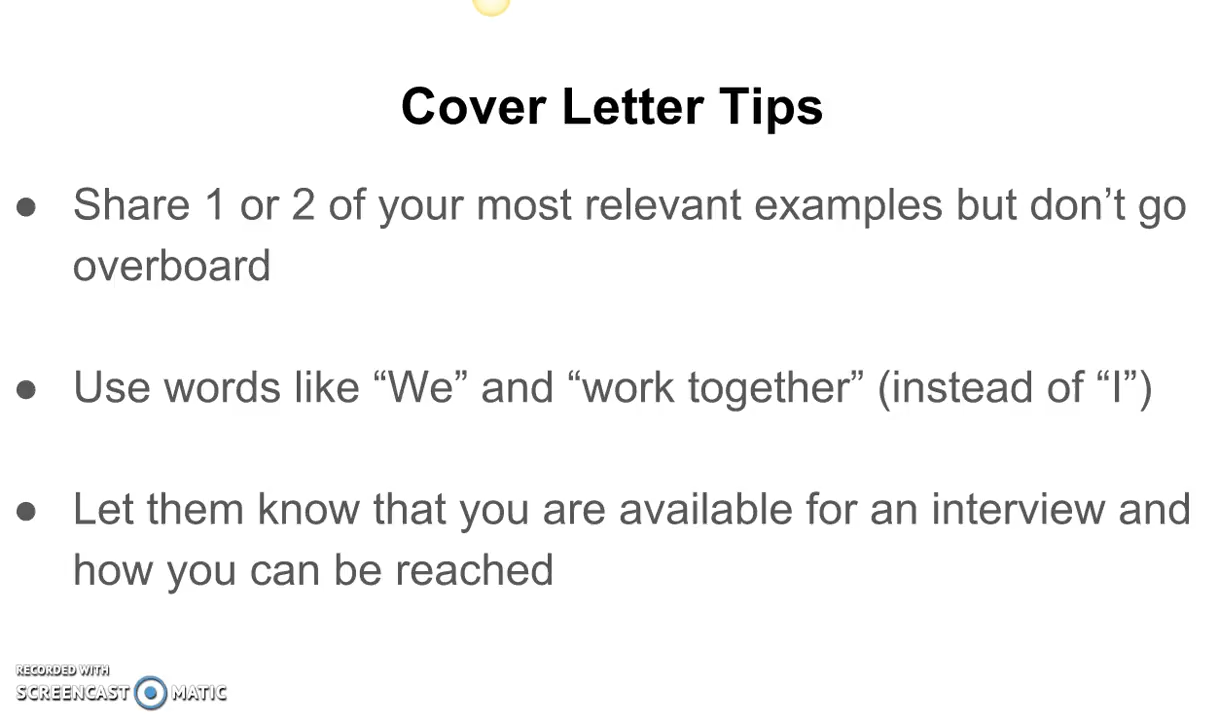 Cover Letter Tips
● Share 1 or 2 of your most relevant examples but don’t go
overboard
● Use words like “We” and “work together” (instead of “I”)
● Let them know that you are available for an interview and
how you can be reached
RECORDED WITH
SCREENCAST MATIC